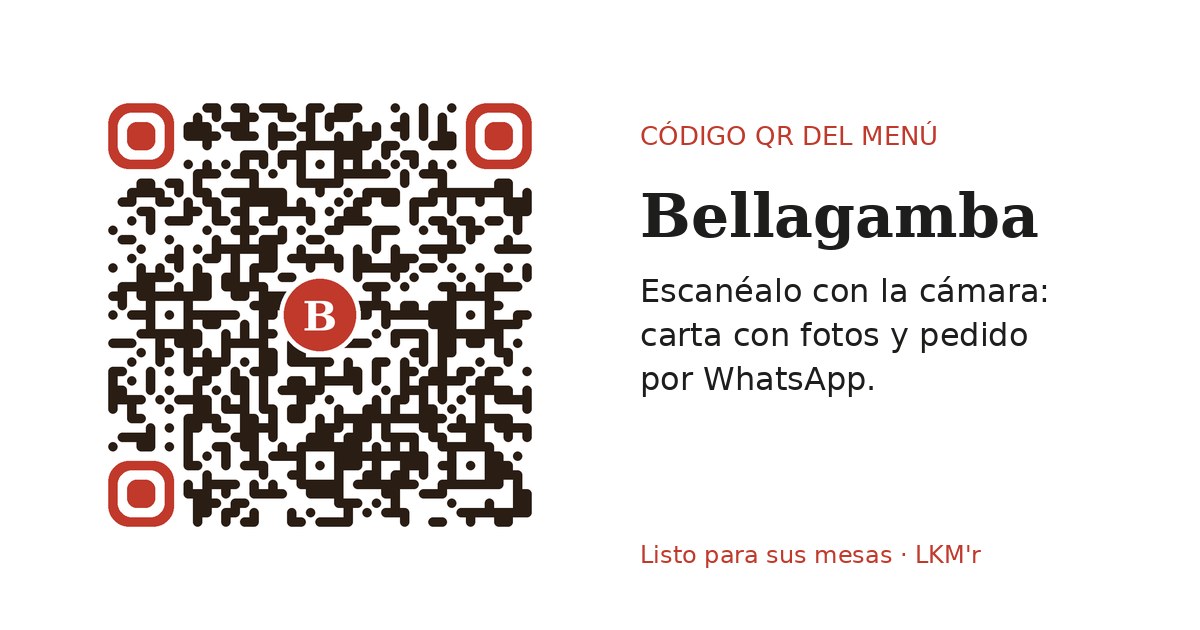 CÓDIGO QR DEL MENÚ
Bellagamba
Escanéalo con la cámara:
carta con fotos y pedido
por WhatsApp.
B
Listo para sus mesas · LKM'r